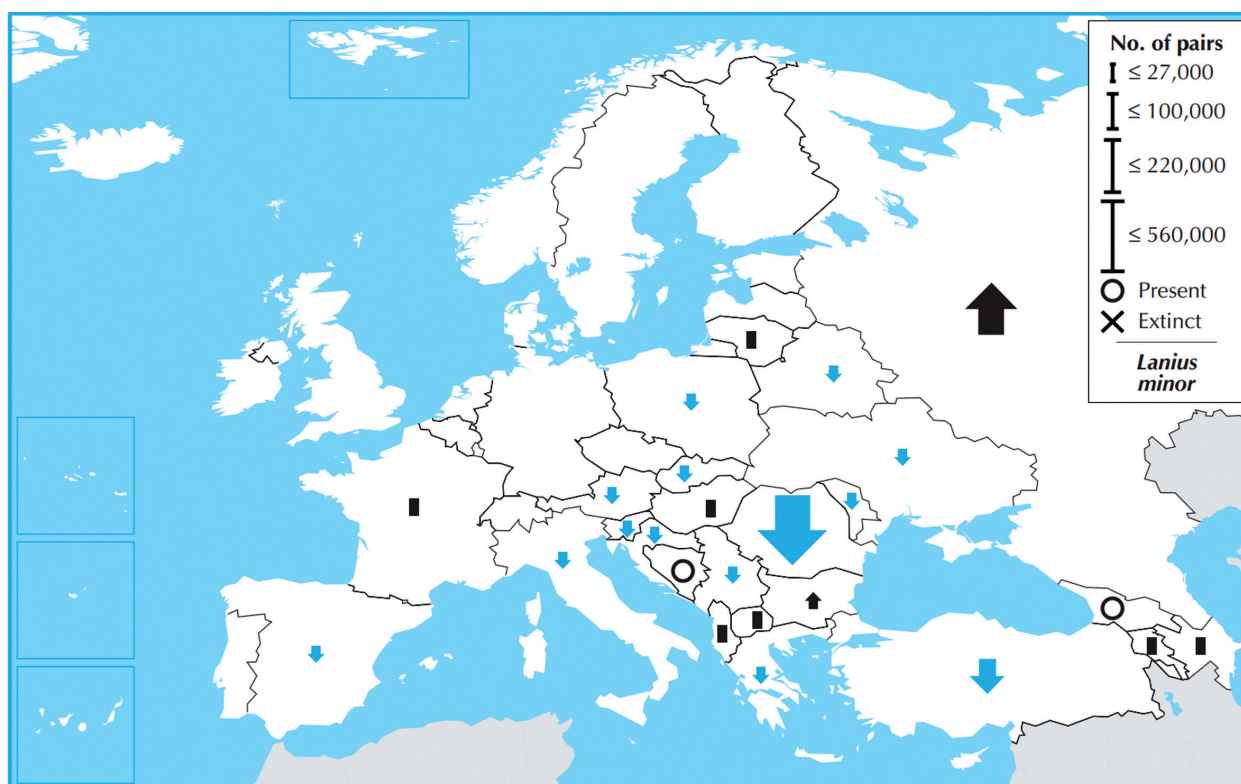 No. of pairs
≤ 27,000
≤ 100,000
≤ 220,000
≤ 560,000
Present
Extinct
Lanius
minor